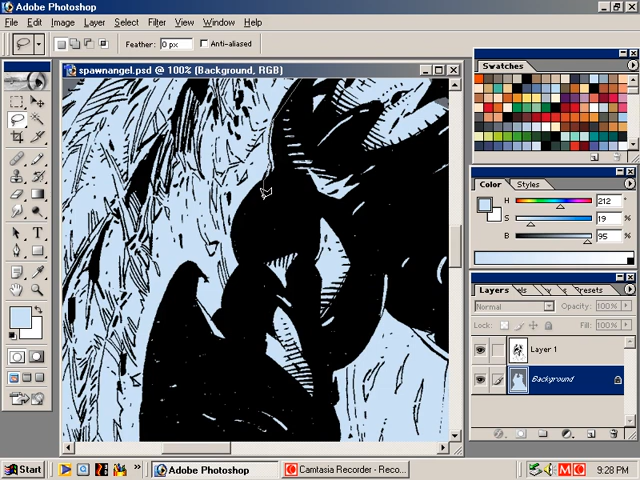 Adobe Photoshop
File Edit Image Layer Select Filter View Window Help
Feather: 0 px Anti-aliased
spawnangel.psd @ 100% (Background, RGB)
Swatches
Color Styles
H 212 °
S 19 %
B 95 %
Layers els y resets
Normal Opacity: 100%
Lock: Fill: 100%
Layer 1
Background
Start Adobe Photoshop Camtasia Recorder - Reco... 9:28 PM